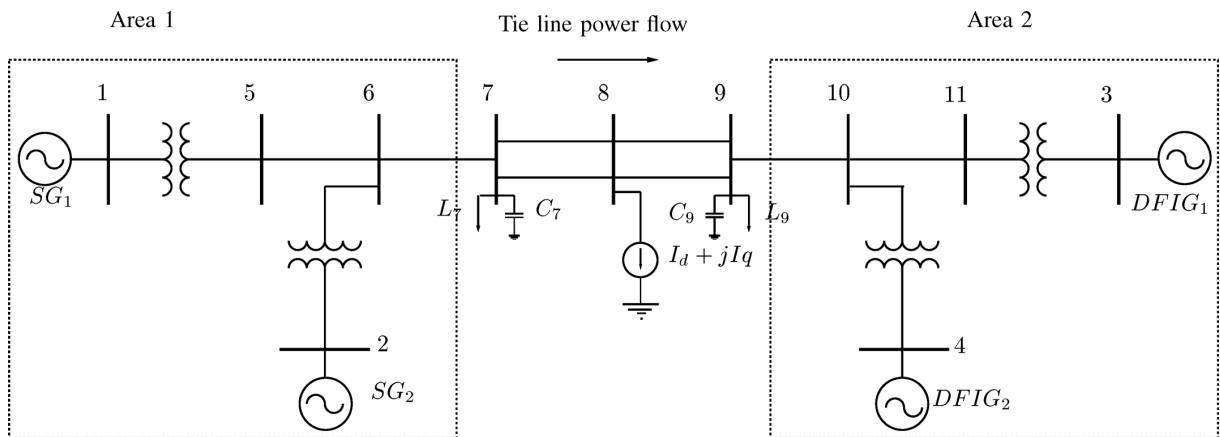 Area 1
Tie line power flow
Area 2
1
5
6
7
8
9
10
11
3
SG₁
L₇
C₇
C₉
L₉
DFIG₁
I_d + jIq
2
4
SG₂
DFIG₂